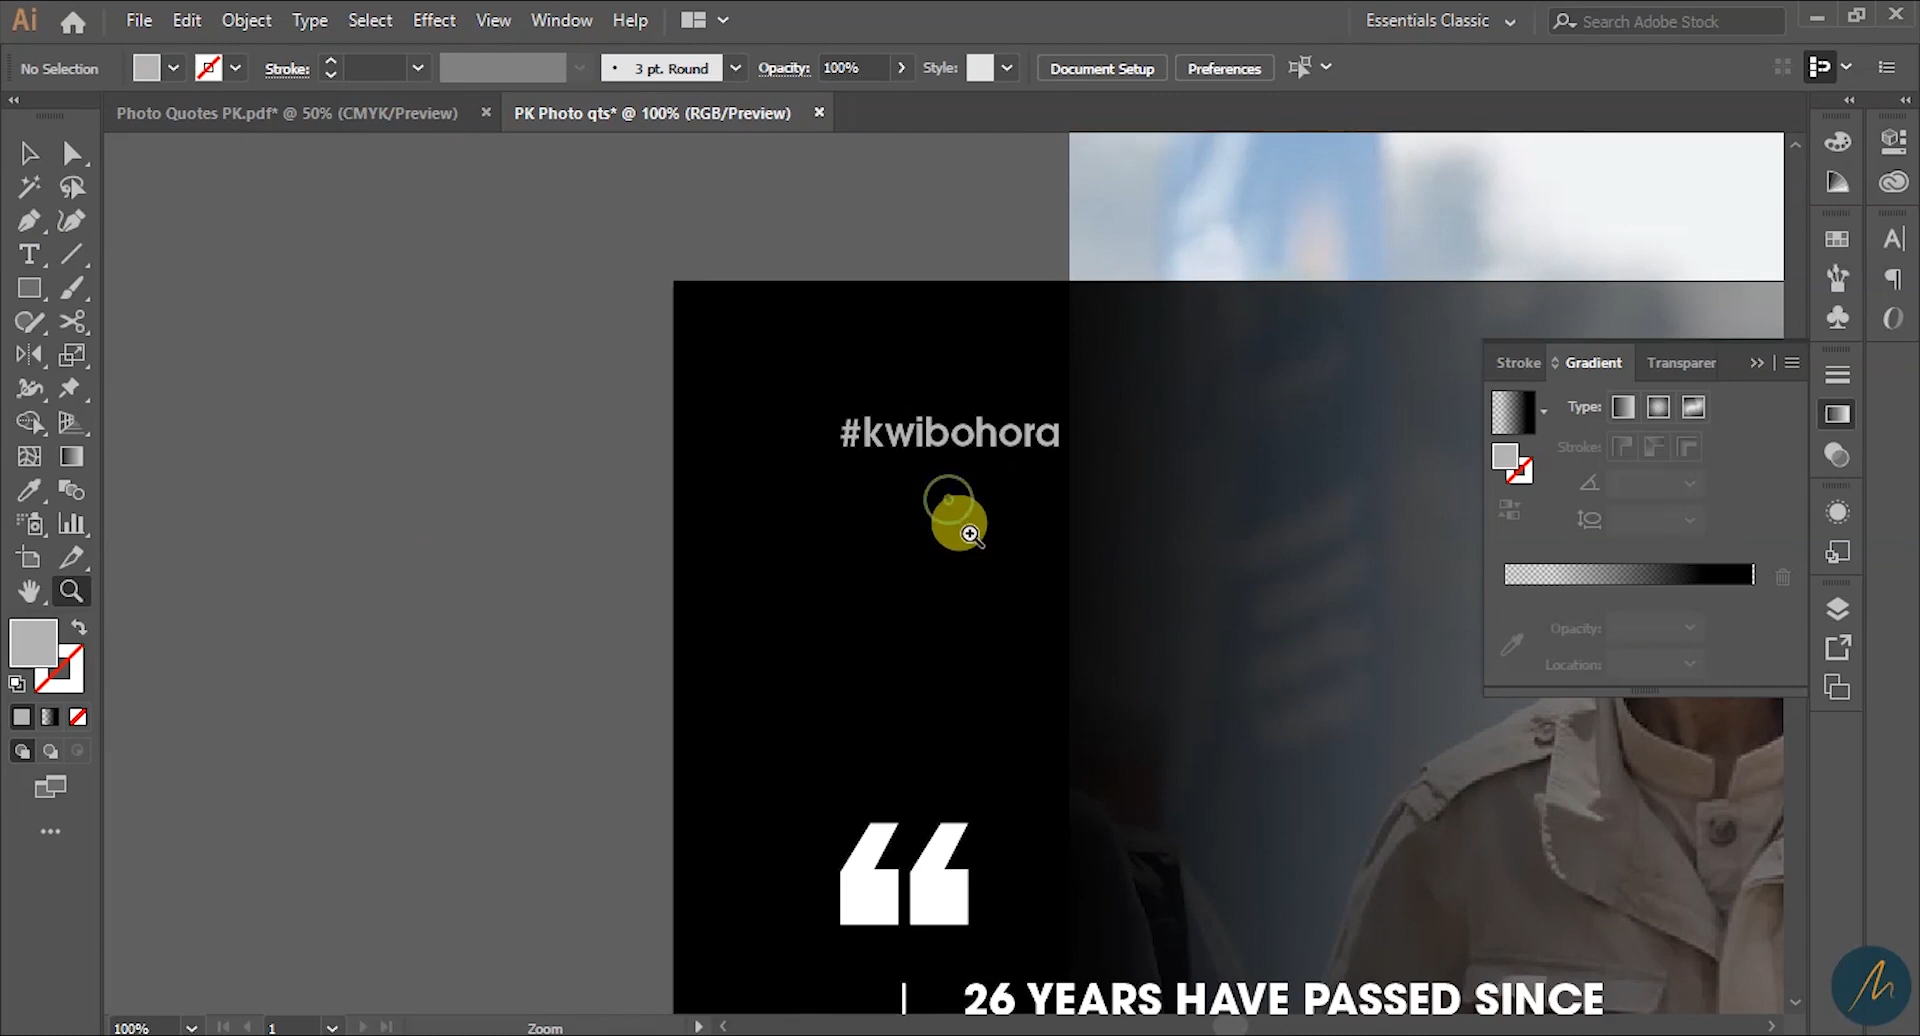 Ai File Edit Object Type Select Effect View Window Help Essentials Classic Search Adobe Stock
No Selection Stroke: 3 pt. Round Opacity: 100% Style: Document Setup Preferences
Photo Quotes PK.pdf* @ 50% (CMYK/Preview) PK Photo qts* @ 100% (RGB/Preview)
Stroke Gradient Transparer
Type:
Stroke:
#kwibohora
Opacity:
Location:
26 YEARS HAVE PASSED SINCE
100% 1 Zoom